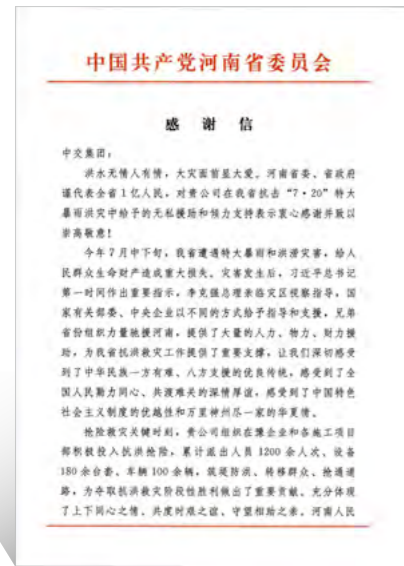 中国共产党河南省委员会
感 谢 信
中交集团：
洪水无情人有情，大灾面前显大爱。河南省委、省政府
谨代表全省1亿人民，对贵公司在我省抗击“7·20”特大
暴雨洪灾中给予的无私援助和倾力支持表示衷心感谢并致以
崇高敬意！
今年7月中下旬，我省遭遇特大暴雨和洪涝灾害，给人
民群众生命财产造成重大损失。灾害发生后，习近平总书记
第一时间作出重要指示，李克强总理亲临灾区视察指导，国
家有关部委、中央企业以不同的方式给予指导和支援，兄弟
省份组织力量驰援河南，提供了大量的人力、物力、财力援
助，为我省抗洪救灾工作提供了重要支撑，让我们深切感受
到了中华民族一方有难、八方支援的优良传统，感受到了全
国人民勠力同心、共渡难关的深情厚谊，感受到了中国特色
社会主义制度的优越性和万里神州尽一家的华夏情。
抢险救灾关键时刻，贵公司组织在豫企业和各施工项目
部积极投入抗洪抢险，累计派出人员1200余人次、设备
180余台套、车辆100余辆，筑堤防洪、转移群众、抢通道
路，为夺取抗洪救灾阶段性胜利做出了重要贡献，充分体现
了上下同心之情、共度时艰之谊、守望相助之亲。河南人民